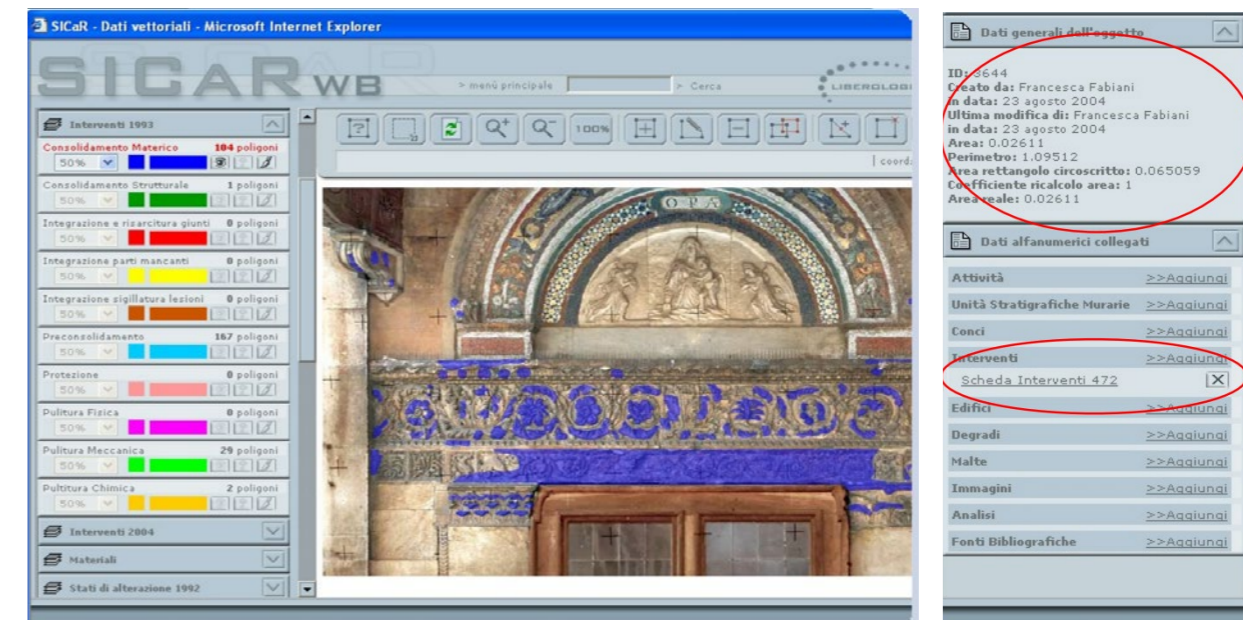 SICaR - Dati vettoriali - Microsoft Internet Explorer
SICAR WB
> menù principale
> Cerca
LIBEROLOGI
Interventi 1993
Consolidamento Materico 104 poligoni
50%
Consolidamento Strutturale 1 poligoni
50%
Integrazione e risarcitura giunti 0 poligoni
50%
Integrazione parti mancanti 0 poligoni
50%
Integrazione sigillatura lezioni 0 poligoni
50%
Preconsolidamento 167 poligoni
50%
Protezione 0 poligoni
50%
Pulitura Fisica 0 poligoni
50%
Pulitura Meccanica 29 poligoni
50%
Pultitura Chimica 2 poligoni
50%
Interventi 2004
Materiali
Stati di alterazione 1992
100%
| coorda
O P A
Dati generali dell'oggetto
ID: 3644
Creato da: Francesca Fabiani
in data: 23 agosto 2004
Ultima modifica di: Francesca Fabiani
in data: 23 agosto 2004
Area: 0.02611
Perimetro: 1.09512
Area rettangolo circoscritto: 0.065059
Coefficiente ricalcolo area: 1
Area reale: 0.02611
Dati alfanumerici collegati
Attività >>Aggiungi
Unità Stratigrafiche Murarie >>Aggiungi
Conci >>Aggiungi
Interventi >>Aggiungi
Scheda Interventi 472 X
Edifici >>Aggiungi
Degradi >>Aggiungi
Malte >>Aggiungi
Immagini >>Aggiungi
Analisi >>Aggiungi
Fonti Bibliografiche >>Aggiungi